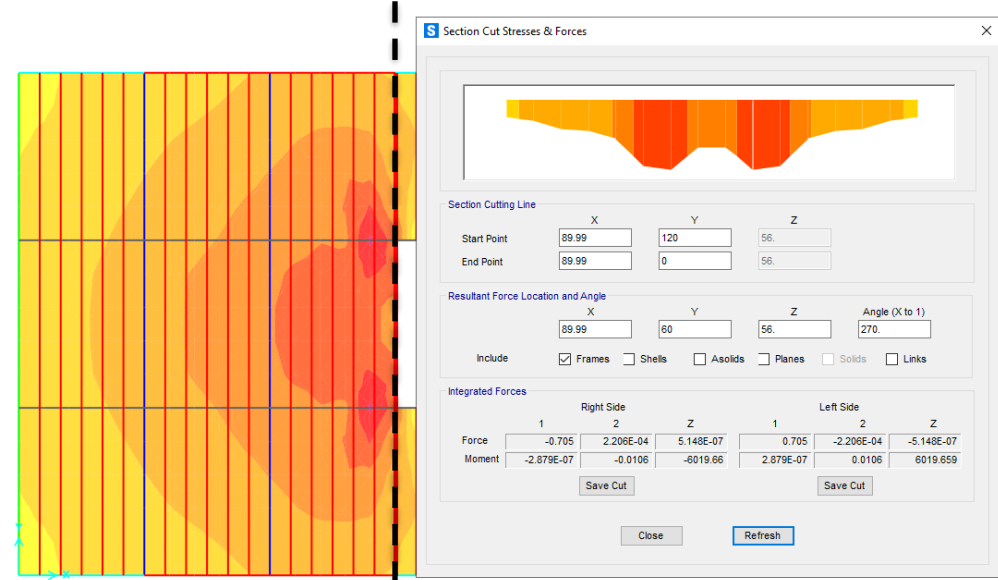 S Section Cut Stresses & Forces
Section Cutting Line
X Y Z
Start Point 89.99 120 56.
End Point 89.99 0 56.
Resultant Force Location and Angle
X Y Z Angle (X to 1)
89.99 60 56. 270.
Include Frames Shells Asolids Planes Solids Links
Integrated Forces
Right Side Left Side
1 2 Z 1 2 Z
Force -0.705 2.206E-04 5.148E-07 0.705 -2.206E-04 -5.148E-07
Moment -2.879E-07 -0.0106 -6019.66 2.879E-07 0.0106 6019.659
Save Cut Save Cut
Close Refresh